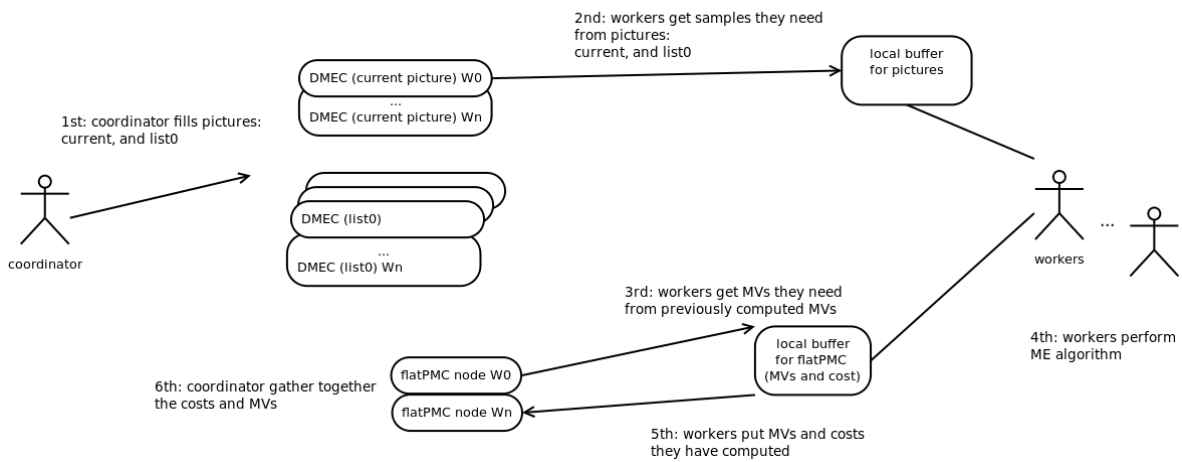 2nd: workers get samples they need
from pictures:
current, and list0
local buffer
for pictures
DMEC (current picture) W0
...
DMEC (current picture) Wn
1st: coordinator fills pictures:
current, and list0
DMEC (list0)
...
DMEC (list0) Wn
coordinator
...
workers
3rd: workers get MVs they need
from previously computed MVs
4th: workers perform
ME algorithm
local buffer
for flatPMC
(MVs and cost)
flatPMC node W0
6th: coordinator gather together
the costs and MVs
flatPMC node Wn
5th: workers put MVs and costs
they have computed